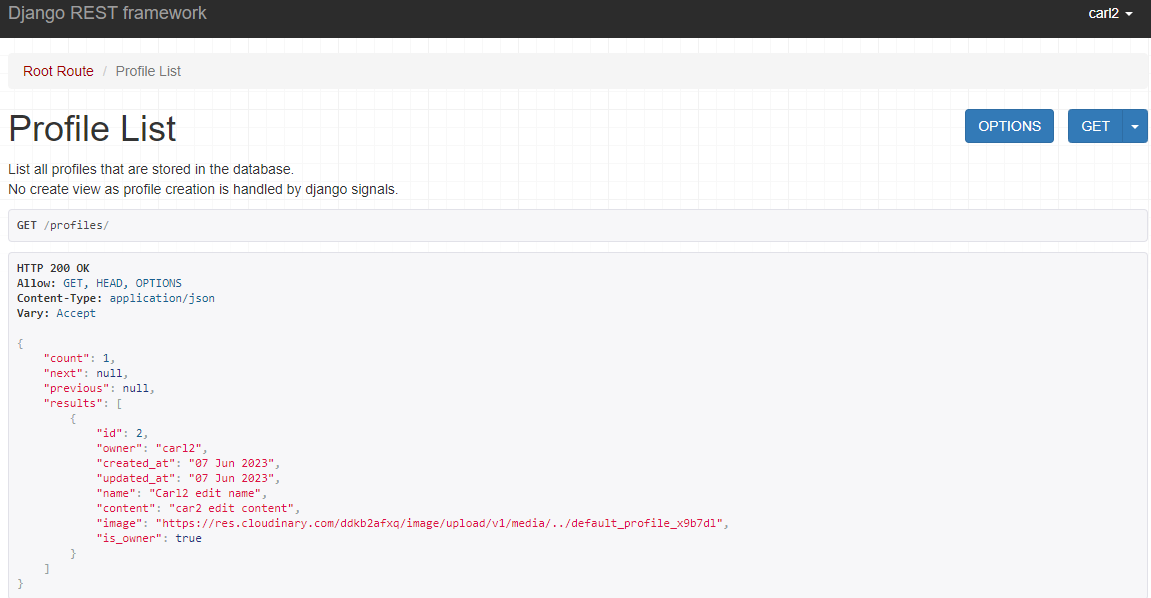 Django REST framework
carl2
Root Route / Profile List
Profile List
OPTIONS
GET
List all profiles that are stored in the database.
No create view as profile creation is handled by django signals.
GET /profiles/
HTTP 200 OK
Allow: GET, HEAD, OPTIONS
Content-Type: application/json
Vary: Accept
{
    "count": 1,
    "next": null,
    "previous": null,
    "results": [
        {
            "id": 2,
            "owner": "carl2",
            "created_at": "07 Jun 2023",
            "updated_at": "07 Jun 2023",
            "name": "Carl2 edit name",
            "content": "car2 edit content",
            "image": "https://res.cloudinary.com/ddkb2afxq/image/upload/v1/media/../default_profile_x9b7dl",
            "is_owner": true
        }
    ]
}